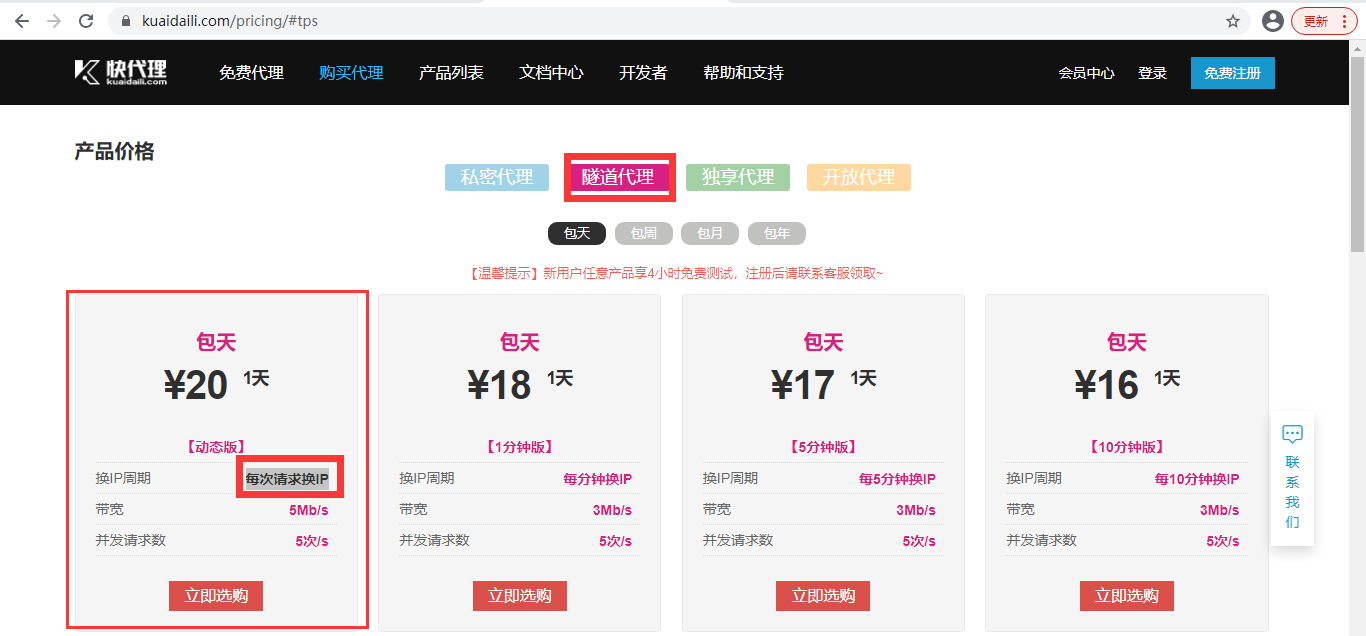 kuaidaili.com/pricing/#tps
更新
快代理
kuaidaili.com
免费代理 购买代理 产品列表 文档中心 开发者 帮助和支持 会员中心 登录 免费注册
产品价格
私密代理 隧道代理 独享代理 开放代理
包天 包周 包月 包年
【温馨提示】新用户任意产品享4小时免费测试，注册后请联系客服领取~
包天
¥20 1天
【动态版】
换IP周期 每次请求换IP
带宽 5Mb/s
并发请求数 5次/s
立即选购
包天
¥18 1天
【1分钟版】
换IP周期 每分钟换IP
带宽 3Mb/s
并发请求数 5次/s
立即选购
包天
¥17 1天
【5分钟版】
换IP周期 每5分钟换IP
带宽 3Mb/s
并发请求数 5次/s
立即选购
包天
¥16 1天
【10分钟版】
换IP周期 每10分钟换IP
带宽 3Mb/s
并发请求数 5次/s
立即选购
联
系
我
们